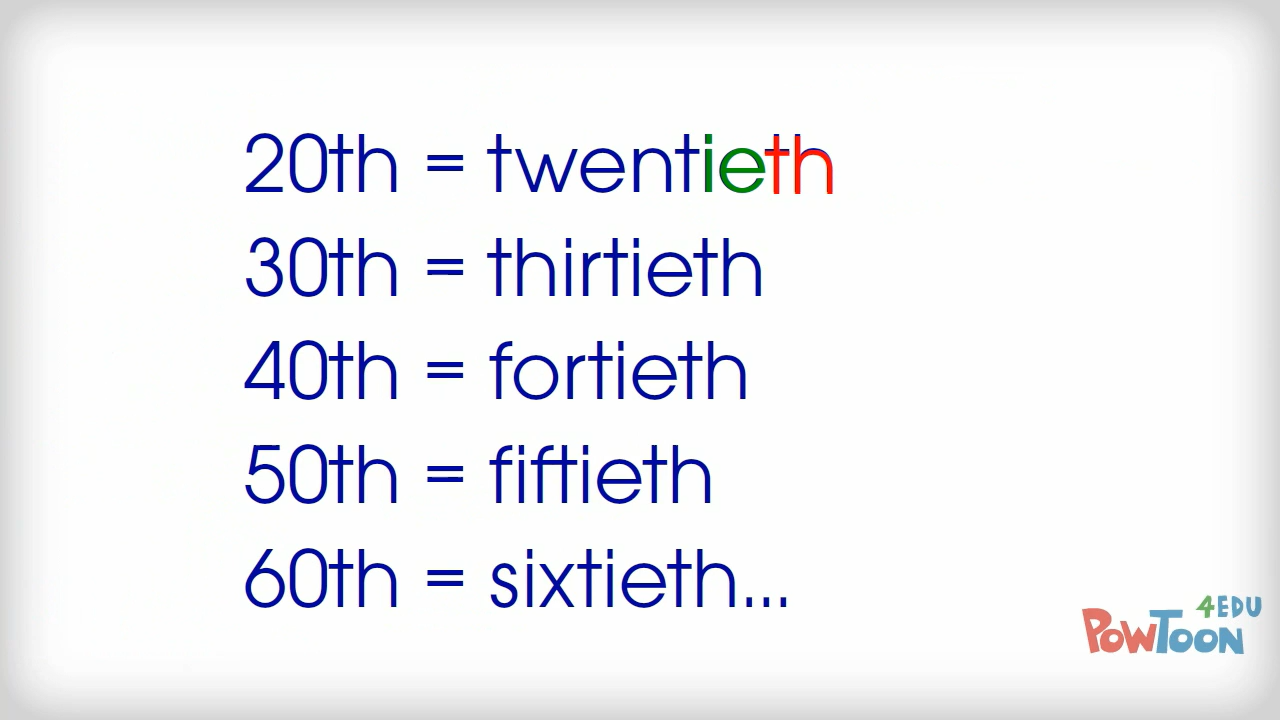 20th = twentieth
30th = thirtieth
40th = fortieth
50th = fiftieth
60th = sixtieth...
4EDU
POWTOON